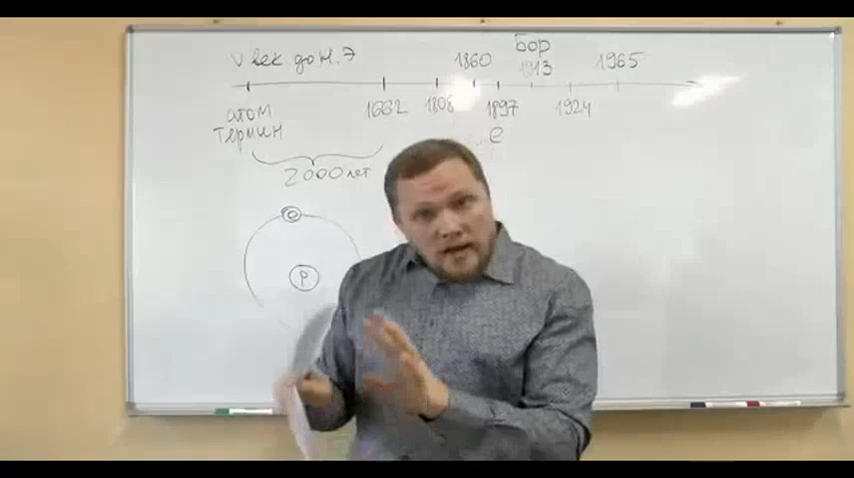 V век до н.э
1860
Бор
1913
1965
атом
термин
1662
1808
1897
1924
e
2000 лет
P